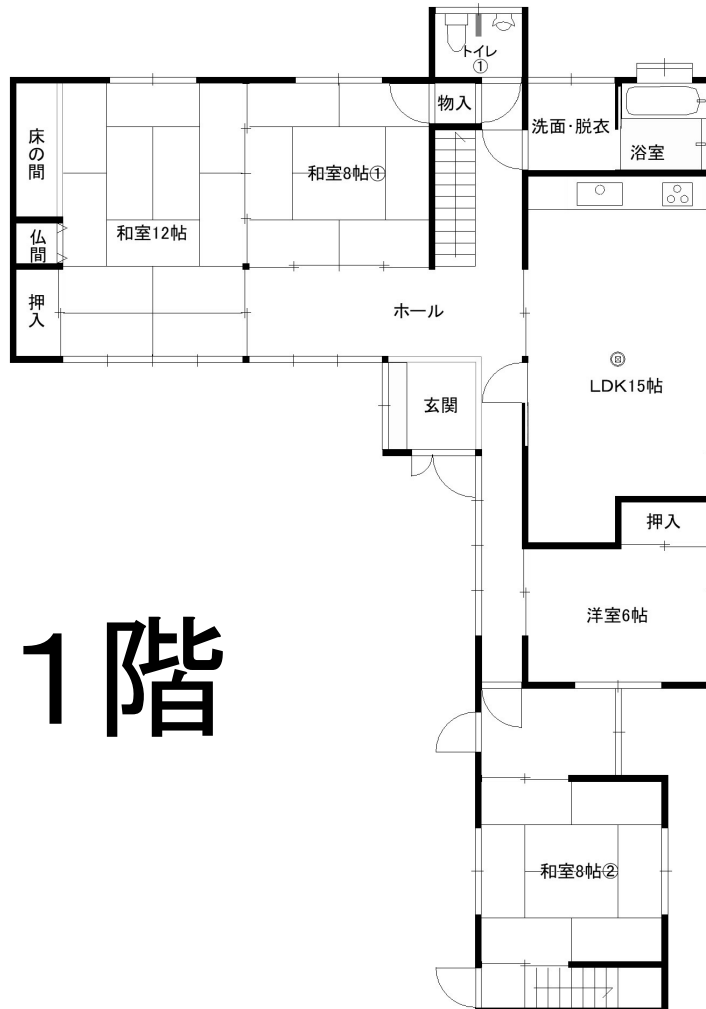 トイレ
①
物入
洗面・脱衣
浴室
床の間
和室8帖①
仏間
和室12帖
押入
ホール
LDK15帖
玄関
押入
洋室6帖
1階
和室8帖②